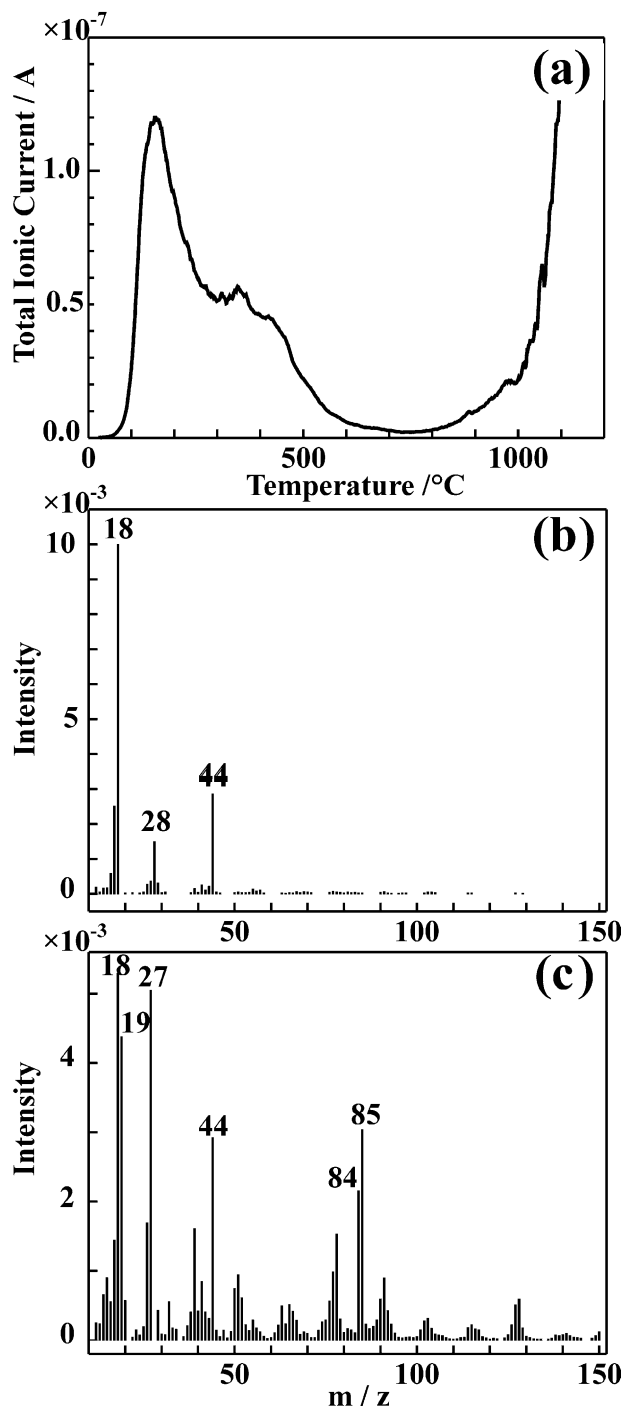 ×10⁻⁷
(a)
Total Ionic Current / A
1.0
0.5
0.0
0 500 1000
Temperature /°C
×10⁻³
(b)
18
10
Intensity
5
44
28
0
50 100 150
×10⁻³
(c)
18 27
19
4
Intensity
44
85
84
2
0
50 100 150
m / z